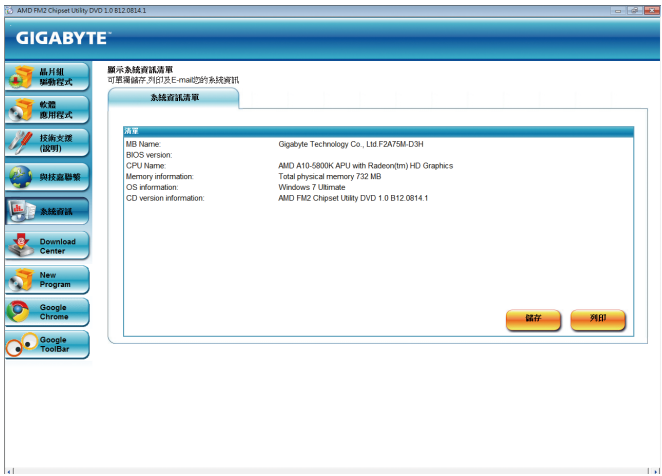 AMD FM2 Chipset Utility DVD 1.0 B12.0814.1
GIGABYTE™
晶片組
驅動程式
軟體
應用程式
技術支援
(說明)
與技嘉聯繫
系統資訊
Download
Center
New
Program
Google
Chrome
Google
ToolBar
顯示系統資訊清單
可單獨儲存,列印及E-mail您的系統資訊
系統資訊清單
清單
MB Name: Gigabyte Technology Co., Ltd.F2A75M-D3H
BIOS version:
CPU Name: AMD A10-5800K APU with Radeon(tm) HD Graphics
Memory information: Total physical memory 732 MB
OS information: Windows 7 Ultimate
CD version information: AMD FM2 Chipset Utility DVD 1.0 B12.0814.1
儲存 列印